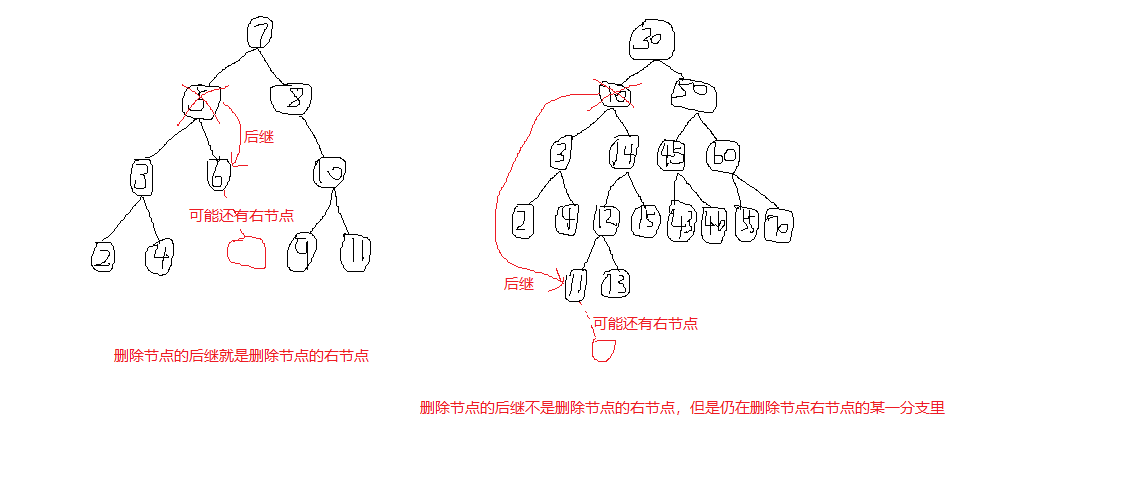 7
8
后继
3 6 10
可能还有右节点
2 4 9 11
删除节点的后继就是删除节点的右节点
30
10 50
3 14 45 60
2 4 12 15 43 46 55 70
后继 11 13
可能还有右节点
删除节点的后继不是删除节点的右节点，但是仍在删除节点右节点的某一分支里